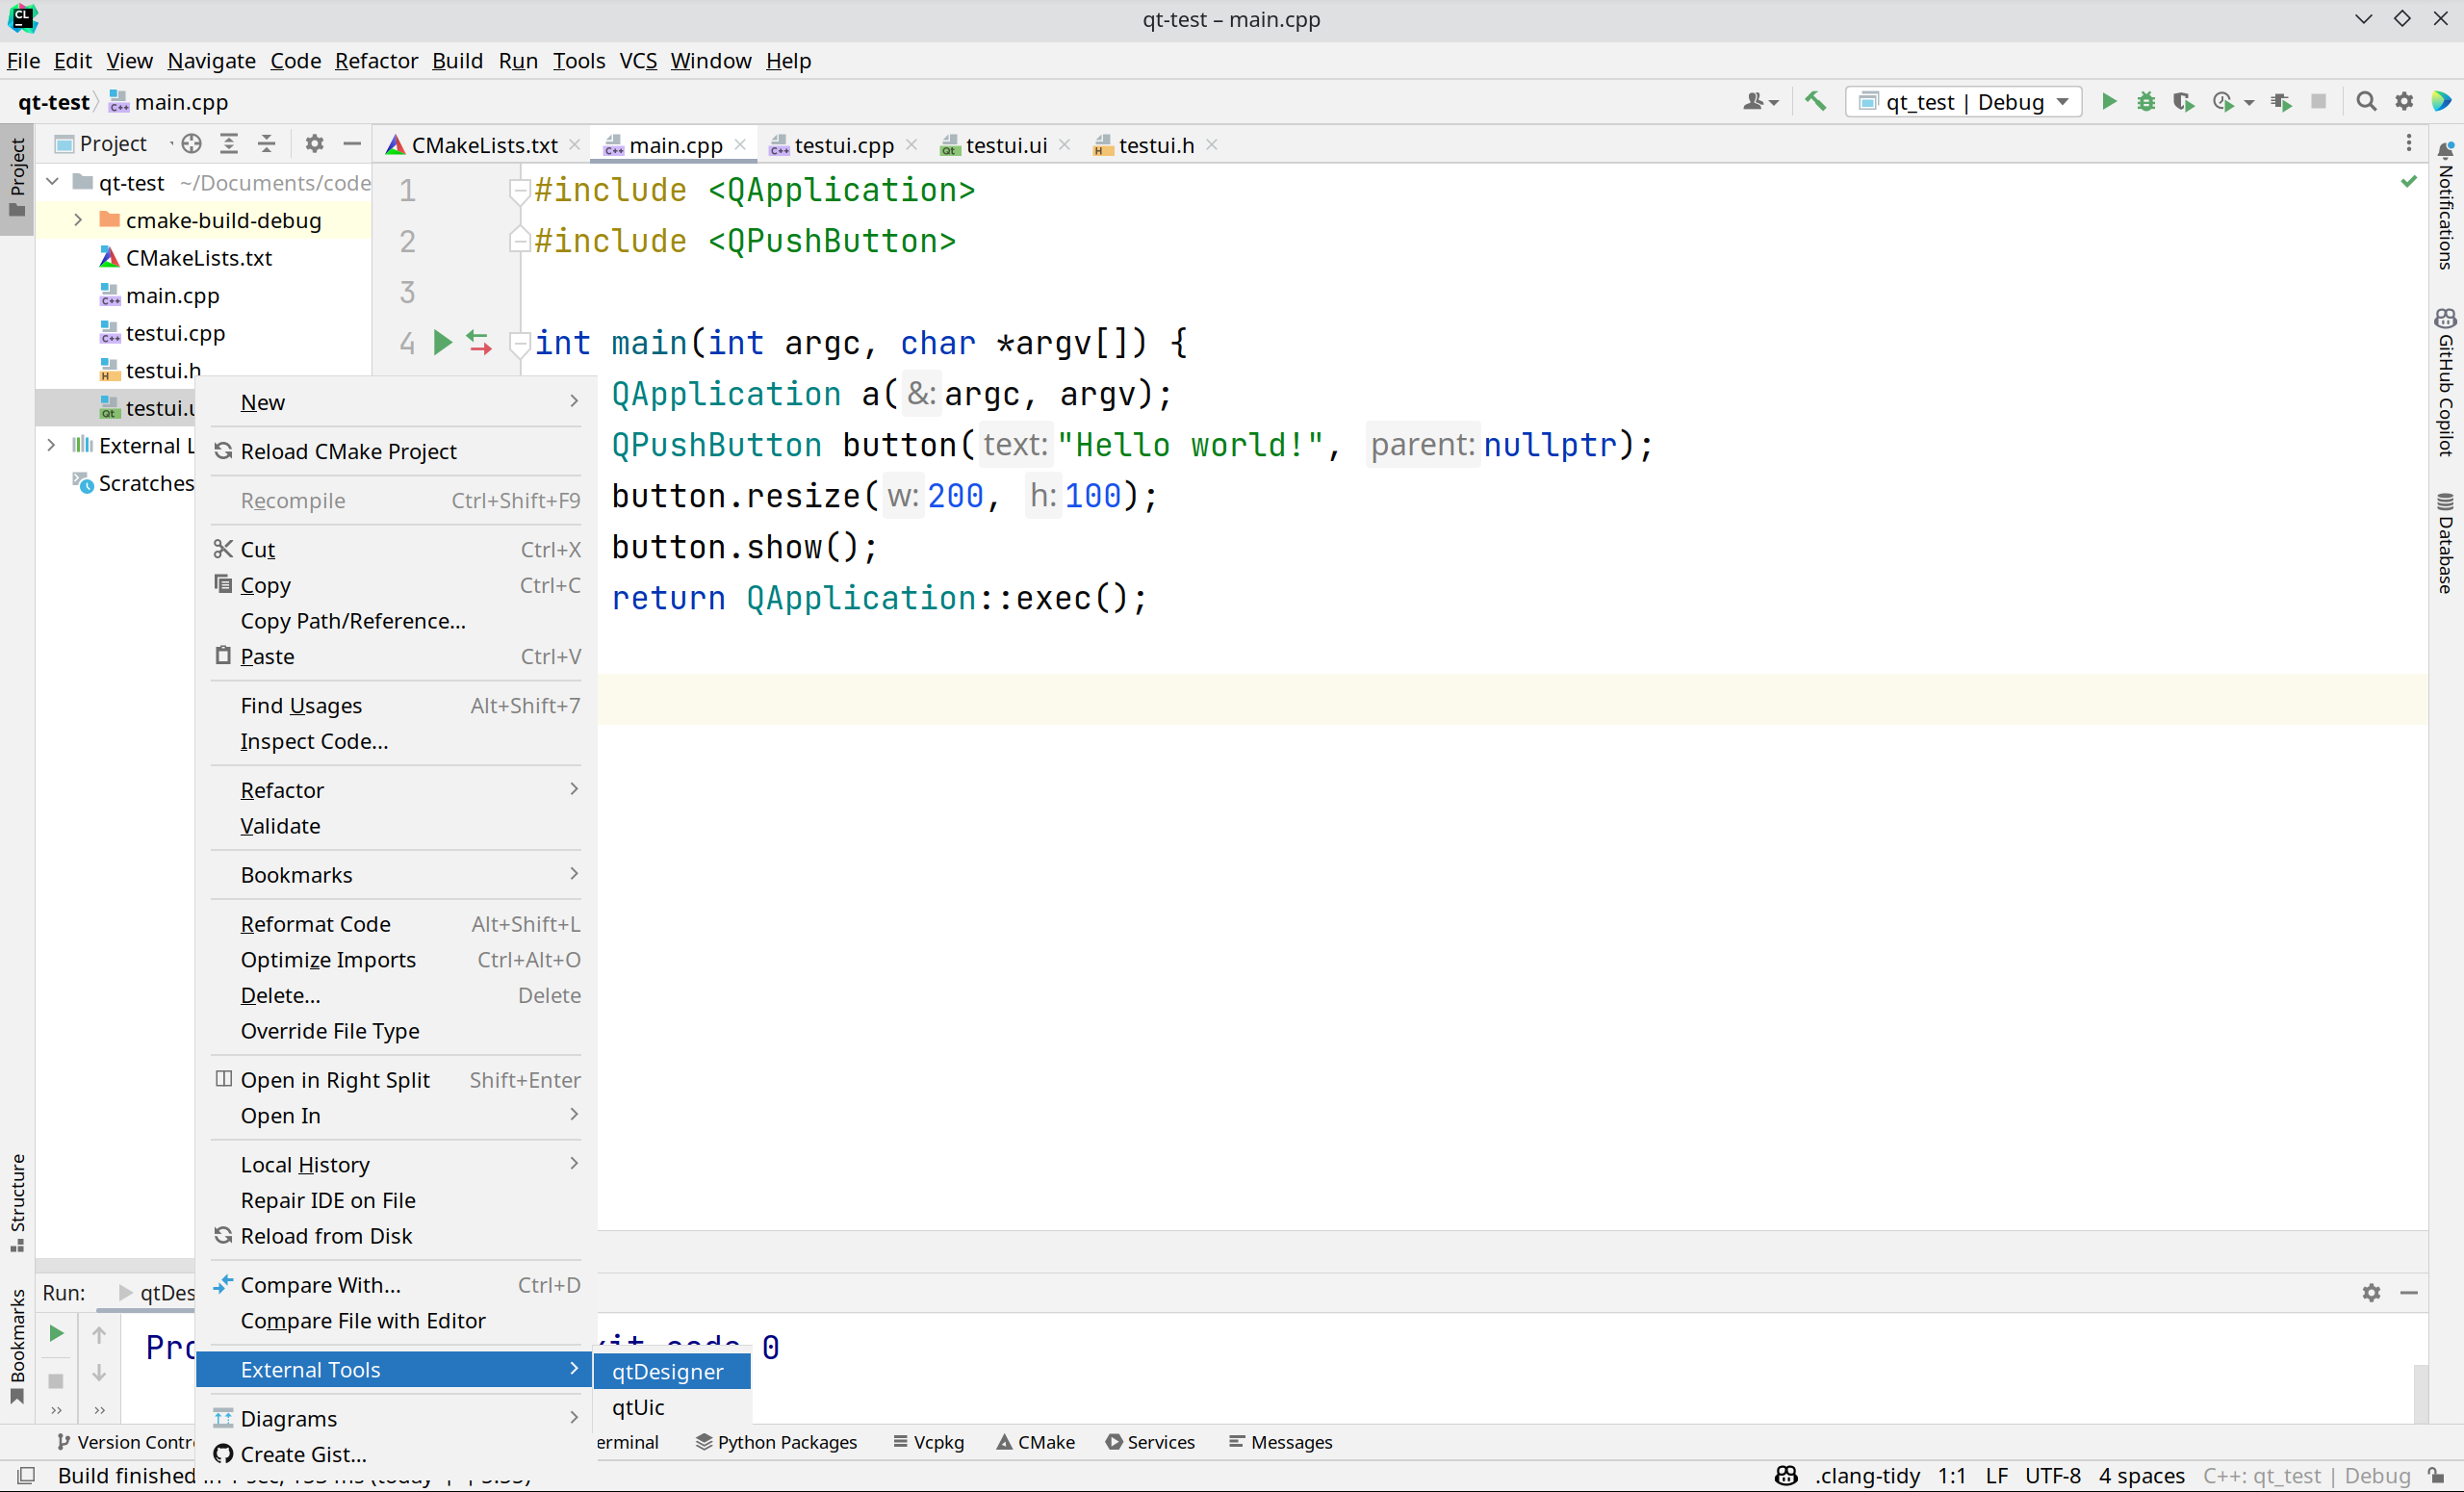 qt-test – main.cpp
File Edit View Navigate Code Refactor Build Run Tools VCS Window Help
qt-test main.cpp
qt_test | Debug
Project
CMakeLists.txt main.cpp testui.cpp testui.ui testui.h
Project
qt-test ~/Documents/code
cmake-build-debug
CMakeLists.txt
main.cpp
testui.cpp
testui.h
testui.u
External L
Scratches
1 #include <QApplication>
2 #include <QPushButton>
3
4 int main(int argc, char *argv[]) {
QApplication a( &: argc, argv);
QPushButton button( text: "Hello world!", parent: nullptr);
button.resize( w: 200, h: 100);
button.show();
return QApplication::exec();
New
Reload CMake Project
Recompile Ctrl+Shift+F9
Cut Ctrl+X
Copy Ctrl+C
Copy Path/Reference...
Paste Ctrl+V
Find Usages Alt+Shift+7
Inspect Code...
Refactor
Validate
Bookmarks
Reformat Code Alt+Shift+L
Optimize Imports Ctrl+Alt+O
Delete... Delete
Override File Type
Open in Right Split Shift+Enter
Open In
Local History
Repair IDE on File
Reload from Disk
Compare With... Ctrl+D
Compare File with Editor
External Tools
Diagrams
Create Gist...
qtDesigner
qtUic
Notifications
GitHub Copilot
Database
Structure
Bookmarks
Run: qtDes
Pro
0
Version Contr
erminal Python Packages Vcpkg CMake Services Messages
Build finished
.clang-tidy 1:1 LF UTF-8 4 spaces C++: qt_test | Debug